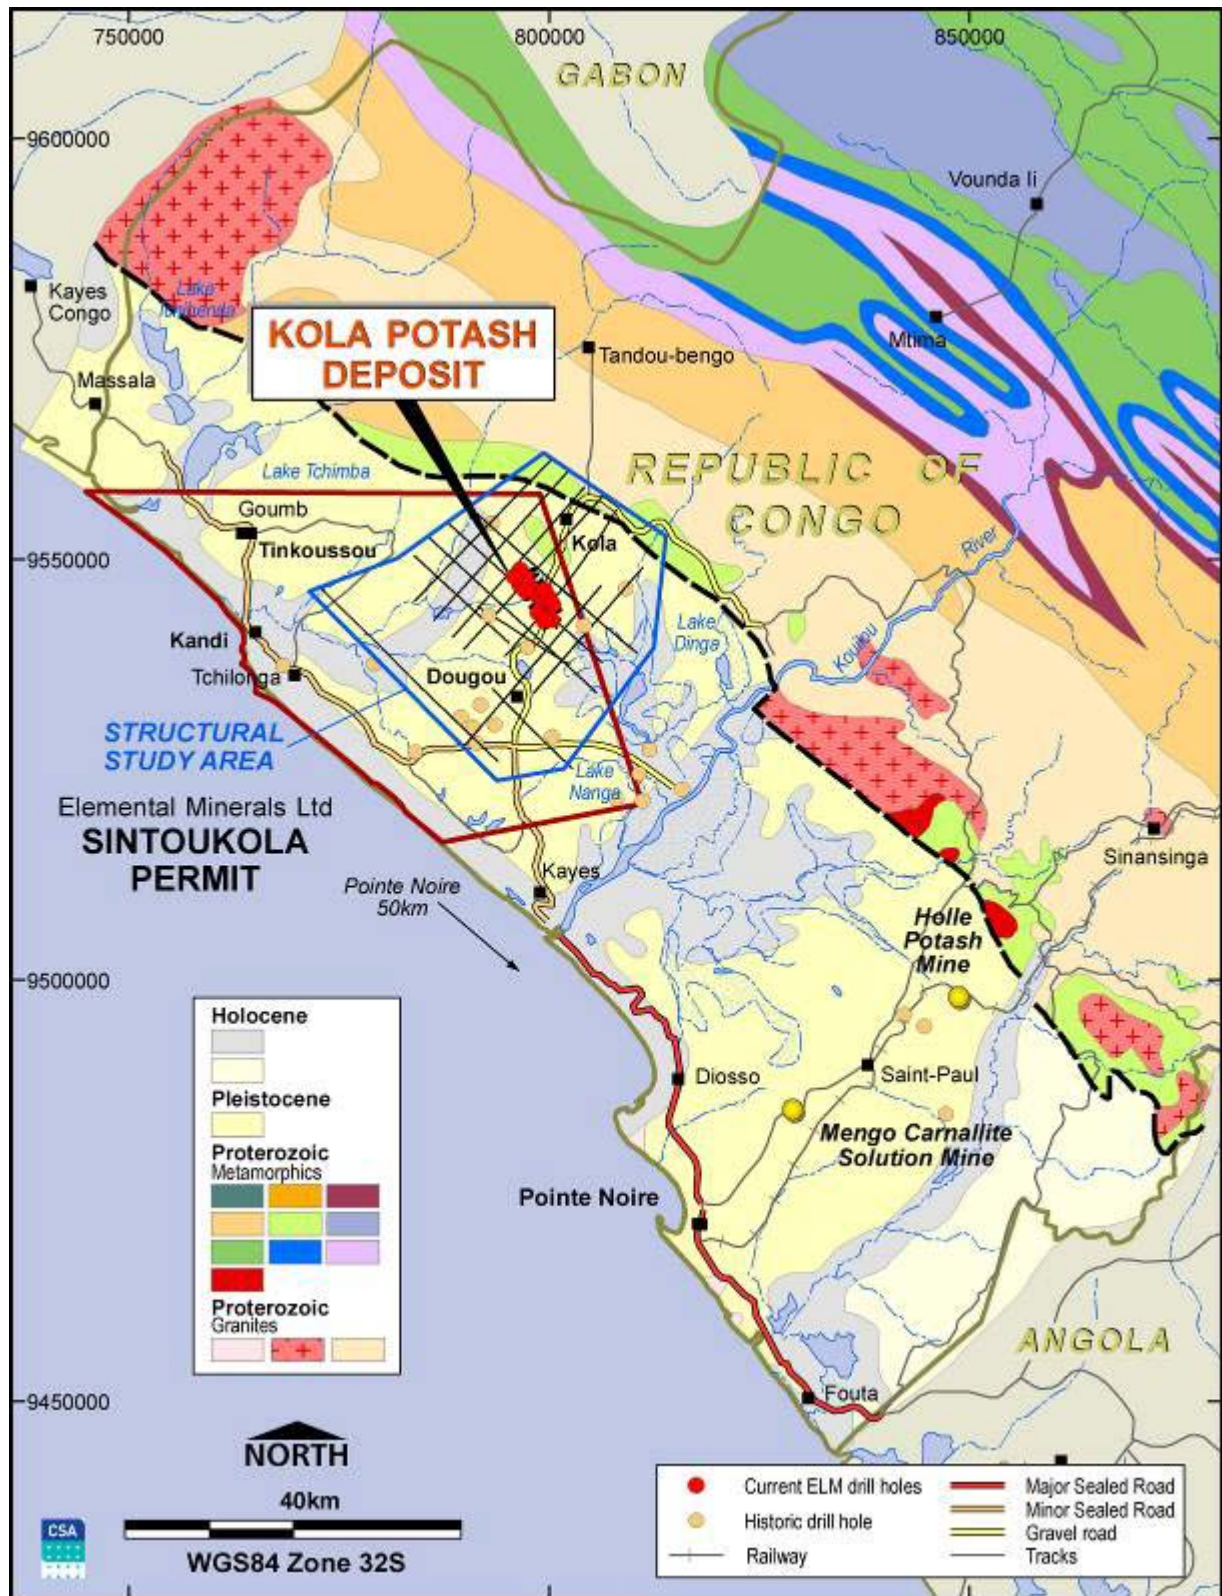 750000
800000
850000
GABON
9600000
Vounda Ii
Kayes
Congo
Lake
KOLA POTASH
DEPOSIT
Mtima
Tandou-bengo
Massala
REPUBLIC OF
CONGO
Lake Tchimba
Goumb
Tinkoussou
Kola
9550000
River
Kouilou
Lake
Dinga
Kandi
Tchilonga
Dougou
STRUCTURAL
STUDY AREA
Lake
Nanga
Elemental Minerals Ltd
SINTOUKOLA
PERMIT
Sinansinga
Kayes
Pointe Noire
50km
Holle
Potash
Mine
9500000
Holocene
Diosso
Saint-Paul
Pleistocene
Mengo Carnallite
Solution Mine
Proterozoic
Metamorphics
Pointe Noire
Proterozoic
Granites
ANGOLA
9450000
Fouta
NORTH
40km
CSA
WGS84 Zone 32S
Current ELM drill holes
Major Sealed Road
Historic drill hole
Minor Sealed Road
Gravel road
Railway
Tracks